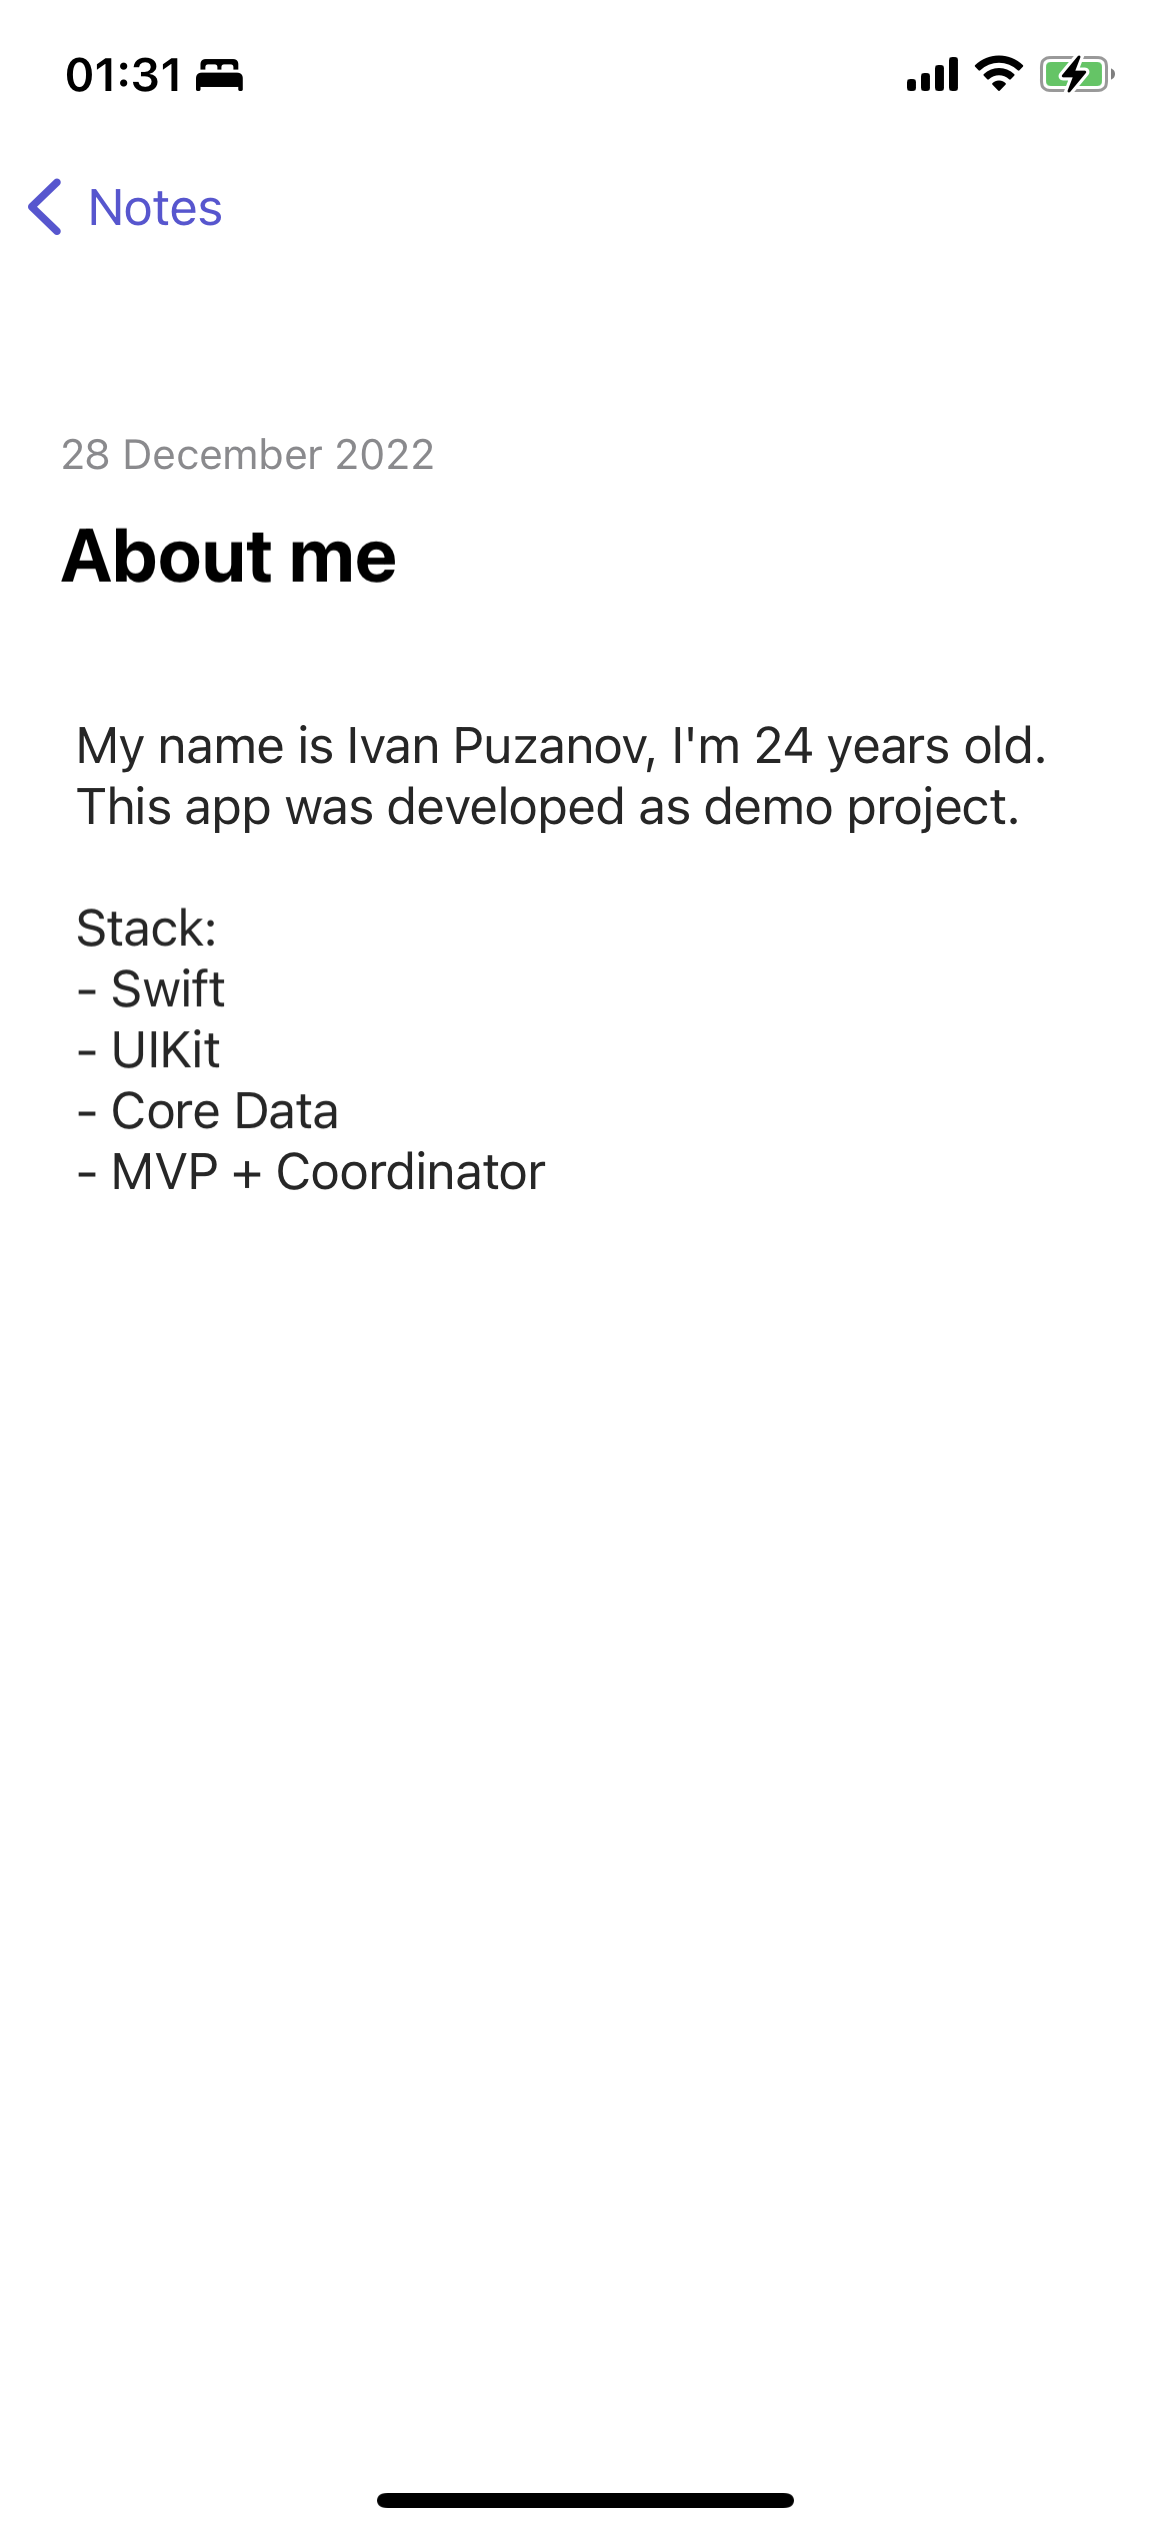 01:31
Notes
28 December 2022
About me
My name is Ivan Puzanov, I'm 24 years old.
This app was developed as demo project.
Stack:
- Swift
- UIKit
- Core Data
- MVP + Coordinator